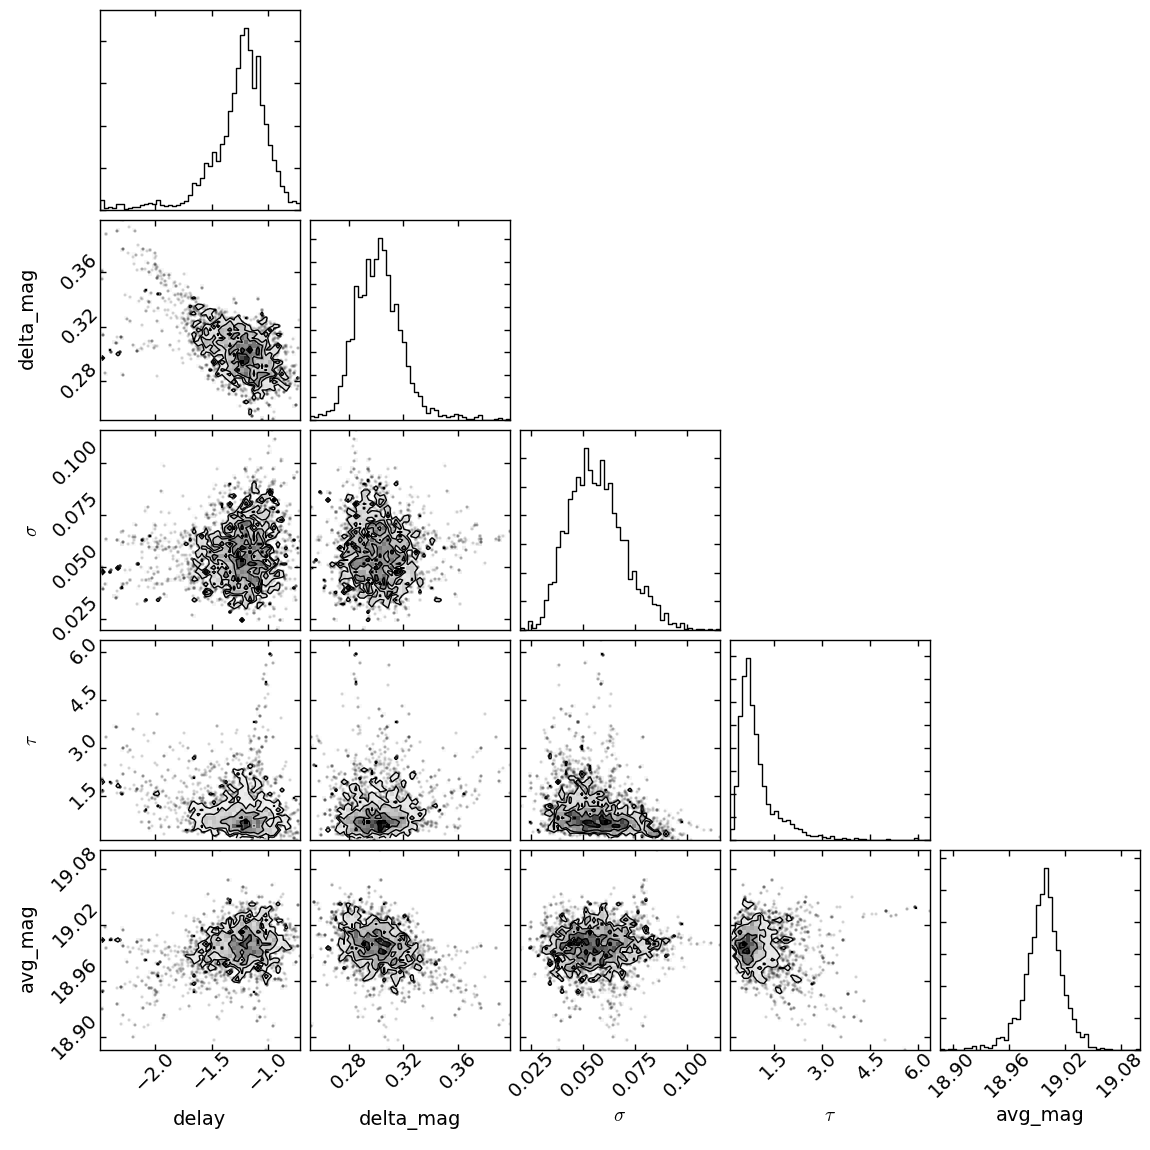 0.36
0.32
0.28
delta_mag
0.100
0.075
0.050
0.025
σ
6.0
4.5
3.0
1.5
τ
19.08
19.02
18.96
18.90
avg_mag
−2.0 −1.5 −1.0
delay
0.28 0.32 0.36
delta_mag
0.025 0.050 0.075 0.100
σ
1.5 3.0 4.5 6.0
τ
18.90 18.96 19.02 19.08
avg_mag